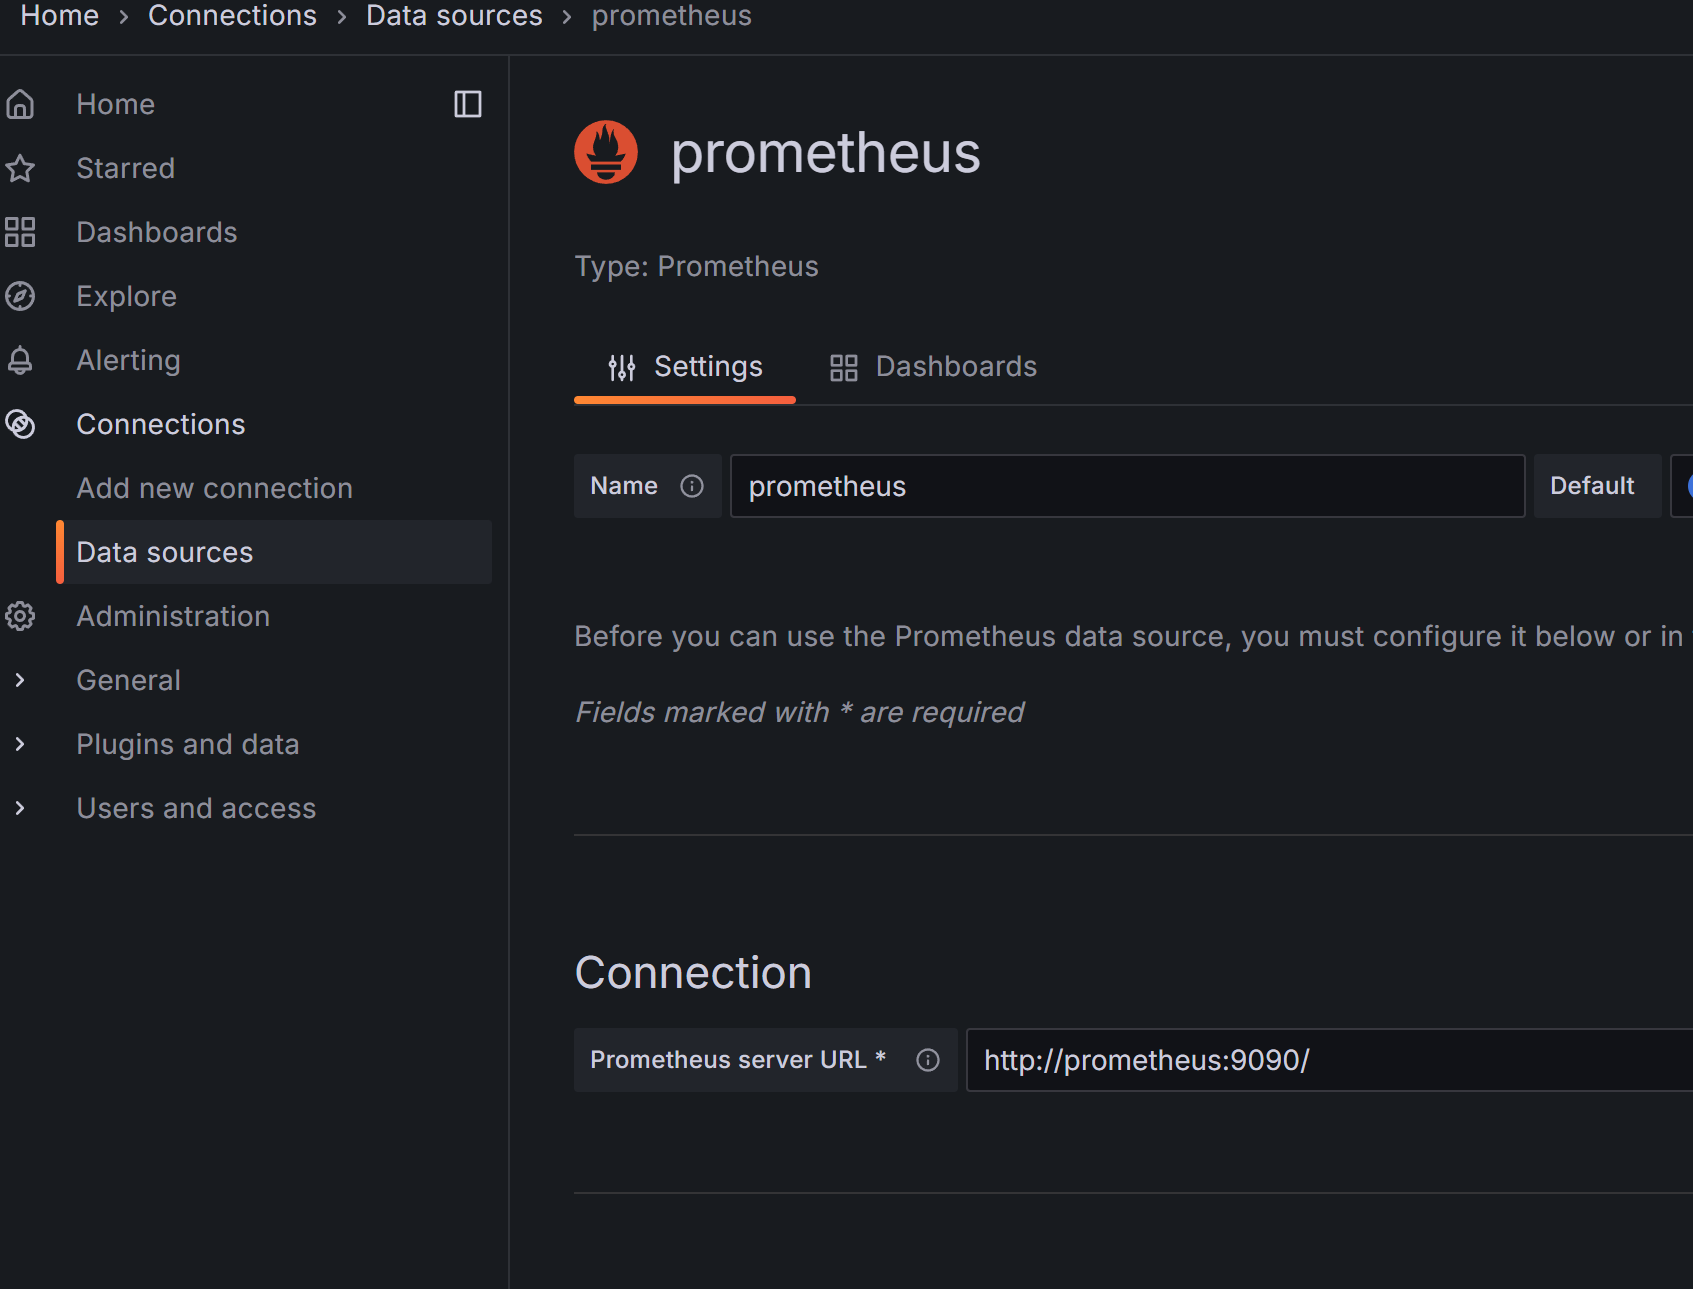 Home › Connections › Data sources › prometheus
Home
Starred
Dashboards
Explore
Alerting
Connections
Add new connection
Data sources
Administration
General
Plugins and data
Users and access
prometheus
Type: Prometheus
Settings
Dashboards
Name
prometheus
Default
Before you can use the Prometheus data source, you must configure it below or in
Fields marked with * are required
Connection
Prometheus server URL *
http://prometheus:9090/